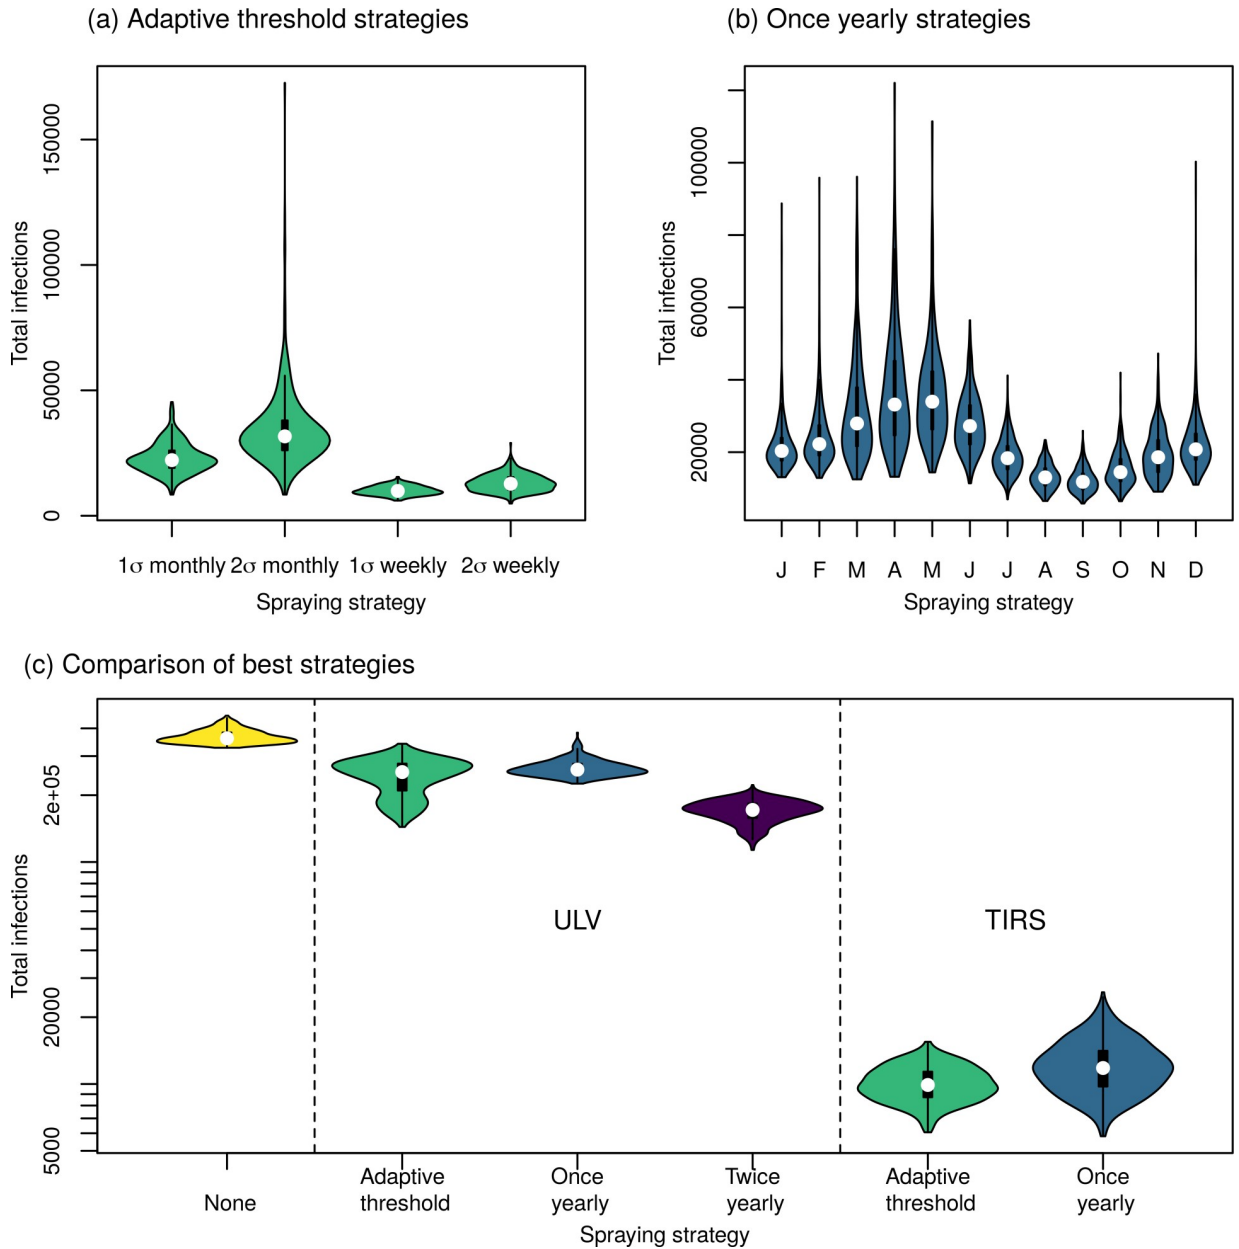 (a) Adaptive threshold strategies
Total infections
150000
100000
50000
0
1σ monthly 2σ monthly 1σ weekly 2σ weekly
Spraying strategy
(b) Once yearly strategies
Total infections
100000
60000
20000
J F M A M J J A S O N D
Spraying strategy
(c) Comparison of best strategies
Total infections
2e+05
20000
5000
ULV
TIRS
None
Adaptive
threshold
Once
yearly
Twice
yearly
Adaptive
threshold
Once
yearly
Spraying strategy